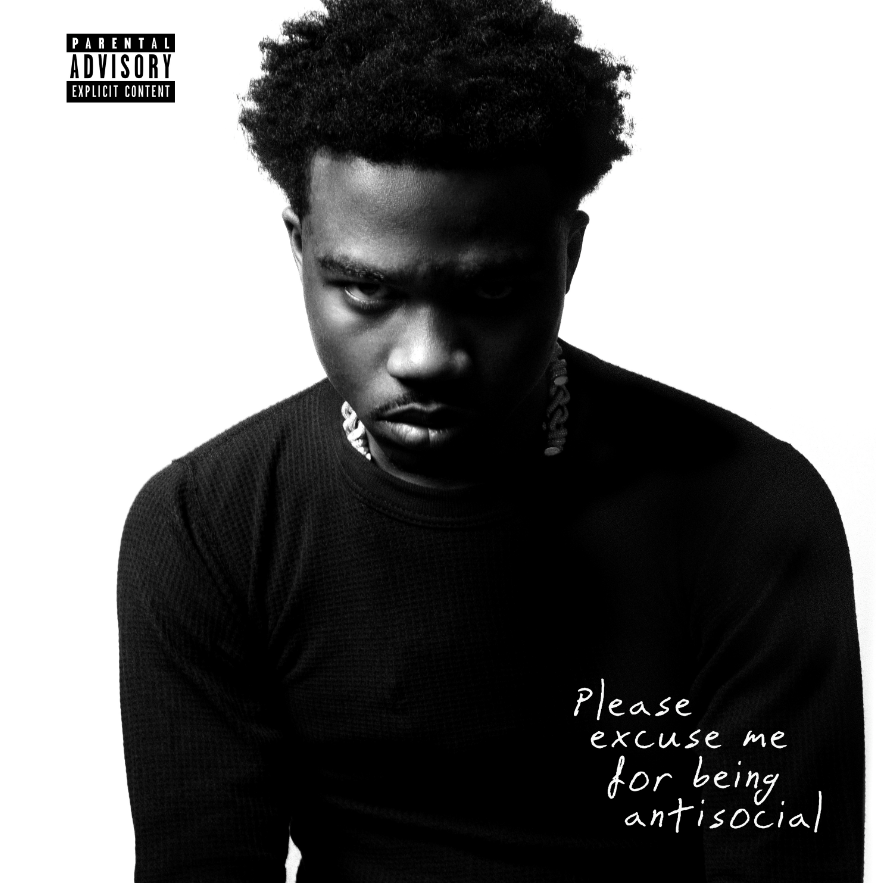 PARENTAL
ADVISORY
EXPLICIT CONTENT
Please
excuse me
for being
antisocial